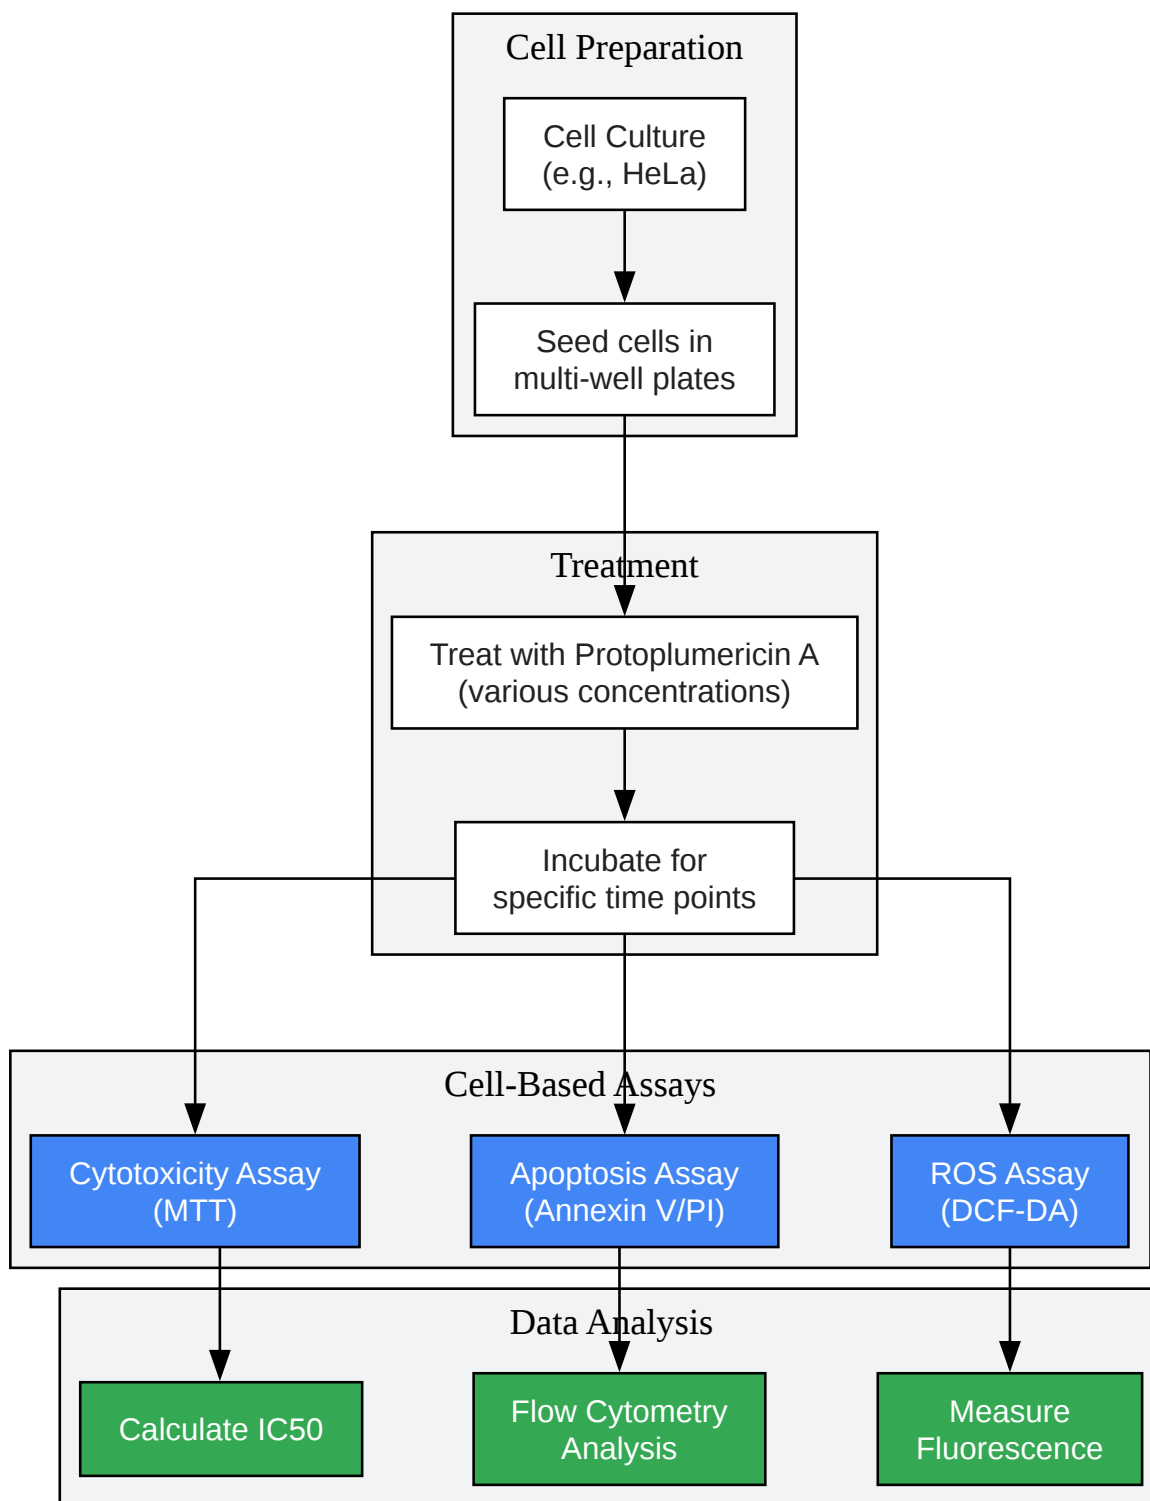 Cell Preparation
Cell Culture
(e.g., HeLa)
Seed cells in
multi-well plates
Treatment
Treat with Protoplumericin A
(various concentrations)
Incubate for
specific time points
Cell-Based Assays
Cytotoxicity Assay
(MTT)
Apoptosis Assay
(Annexin V/PI)
ROS Assay
(DCF-DA)
Data Analysis
Calculate IC50
Flow Cytometry
Analysis
Measure
Fluorescence